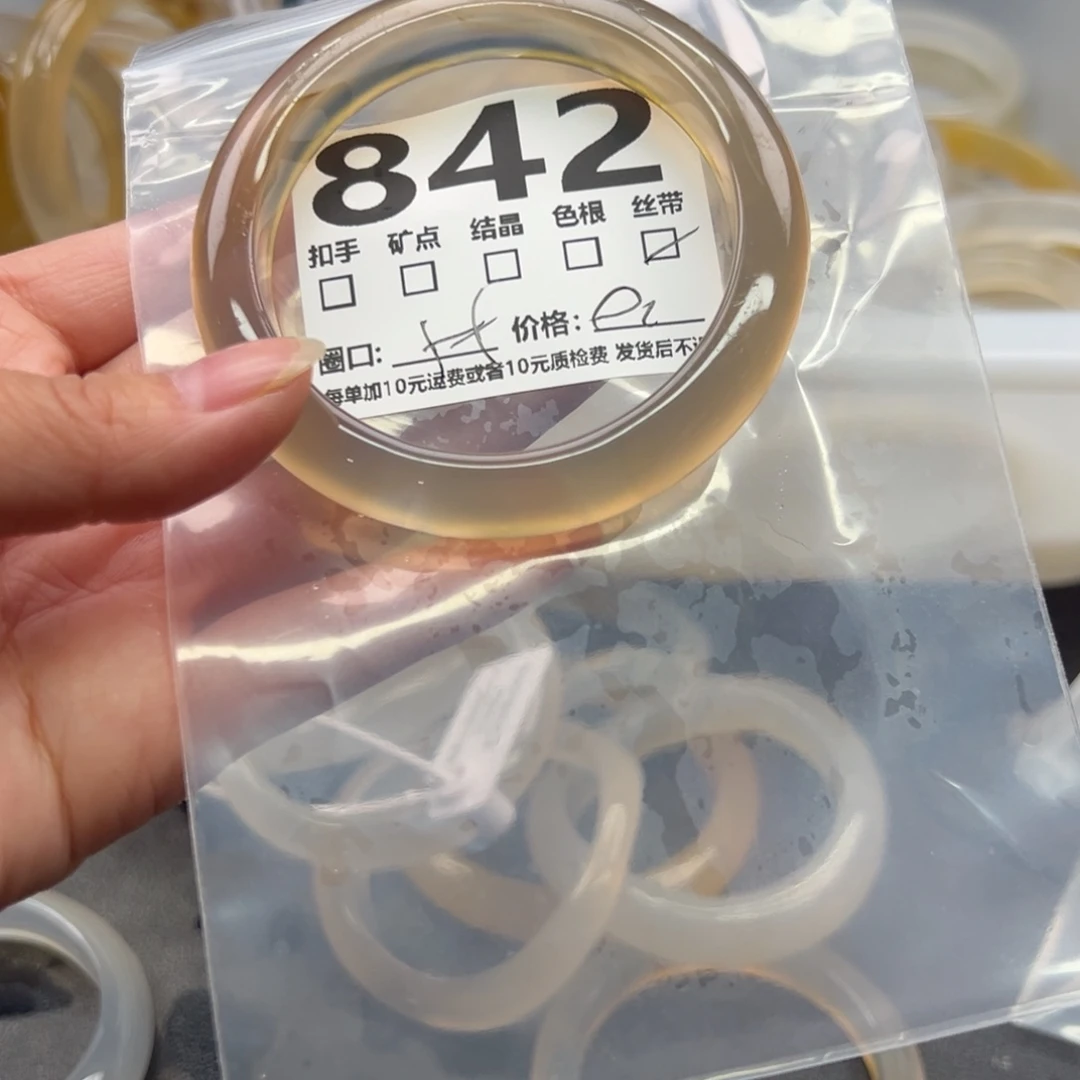 842
扣手 矿点 结晶 色根 丝带
圈口: 价格:
每单加10元运费或者10元质检费 发货后不